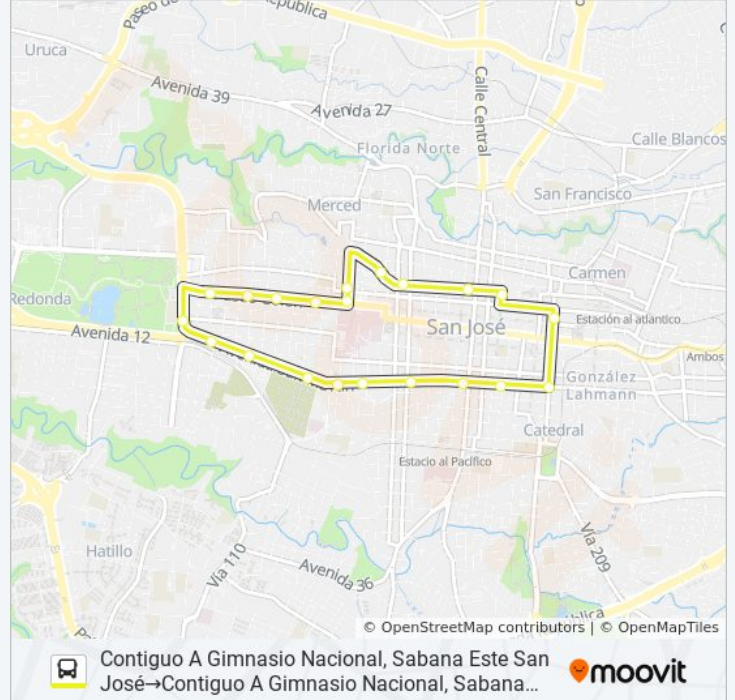 Paseo de
República
Uruca
Avenida 39
Avenida 27
Calle Central
Calle Blancos
Florida Norte
San Francisco
Merced
Carmen
Redonda
Estación al atlantico
San José
Avenida 12
Ambos
González
Lahmann
Catedral
Estacio al Pacífico
Vía 209
Hatillo
Vía 110
Avenida 36
ública
© OpenStreetMap contributors | © OpenMapTiles
Contiguo A Gimnasio Nacional, Sabana Este San
José→Contiguo A Gimnasio Nacional, Sabana...
moovit